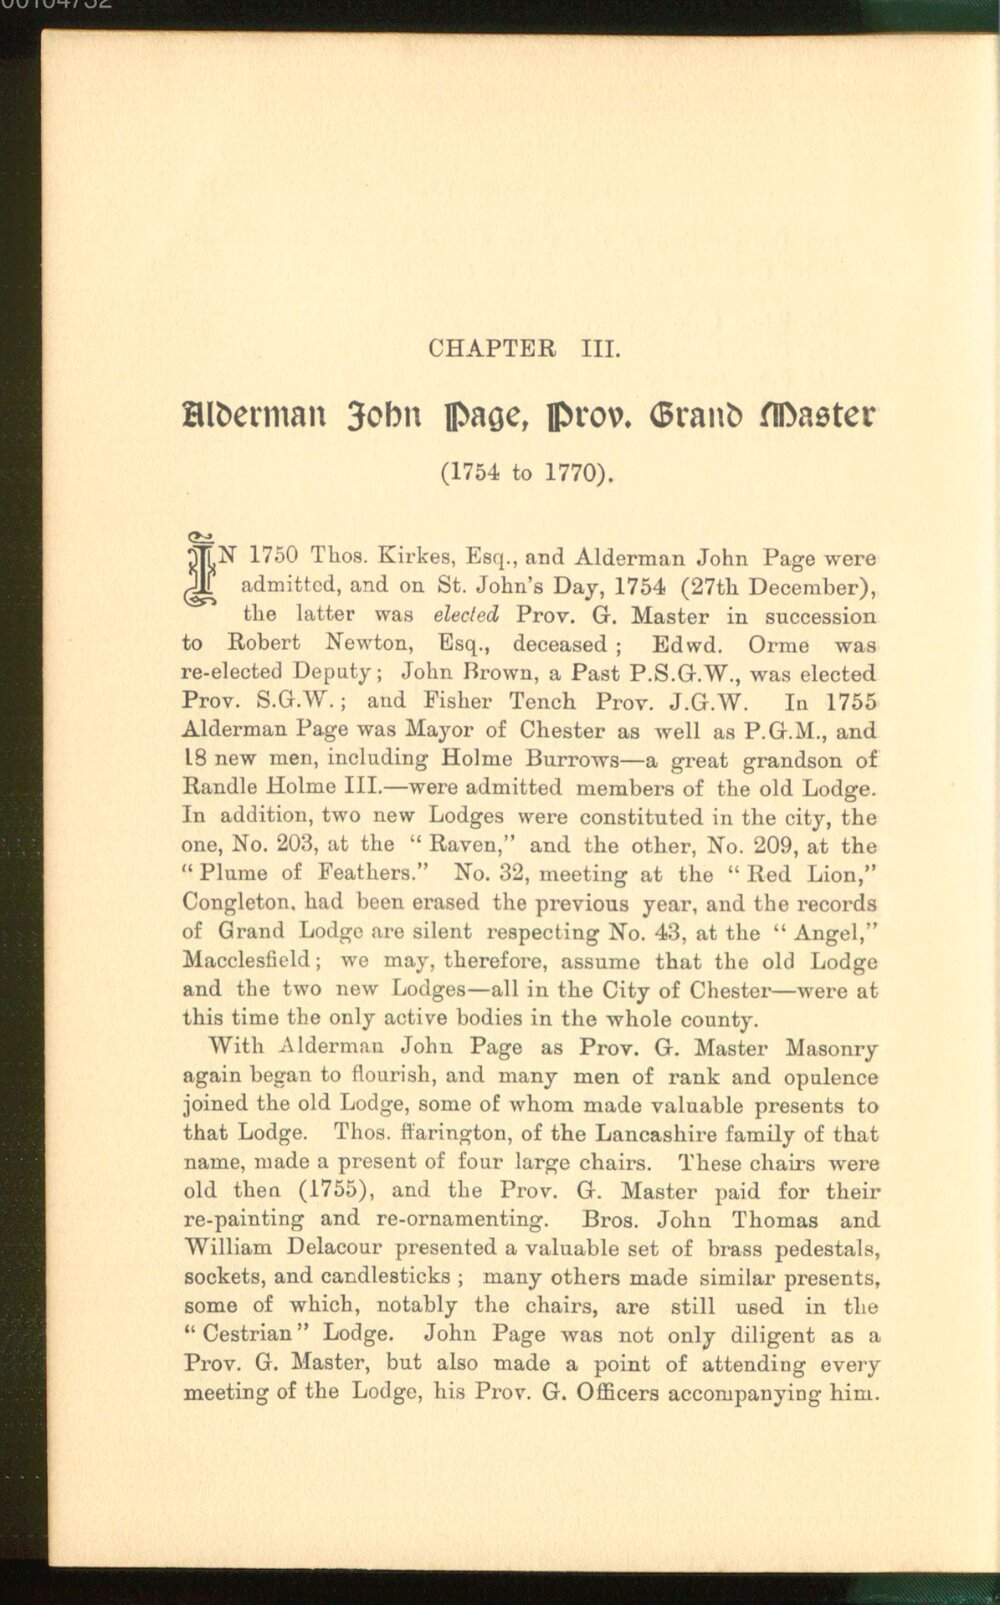 00104732
CHAPTER III.
Alderman John Page, Prov. Grand Master
(1754 to 1770).
IN 1750 Thos. Kirkes, Esq., and Alderman John Page were
admitted, and on St. John's Day, 1754 (27th December),
the latter was elected Prov. G. Master in succession
to Robert Newton, Esq., deceased; Edwd. Orme was
re-elected Deputy; John Brown, a Past P.S.G.W., was elected
Prov. S.G.W.; and Fisher Tench Prov. J.G.W. In 1755
Alderman Page was Mayor of Chester as well as P.G.M., and
18 new men, including Holme Burrows—a great grandson of
Randle Holme III.—were admitted members of the old Lodge.
In addition, two new Lodges were constituted in the city, the
one, No. 203, at the "Raven," and the other, No. 209, at the
"Plume of Feathers." No. 32, meeting at the "Red Lion,"
Congleton, had been erased the previous year, and the records
of Grand Lodge are silent respecting No. 43, at the "Angel,"
Macclesfield; we may, therefore, assume that the old Lodge
and the two new Lodges—all in the City of Chester—were at
this time the only active bodies in the whole county.
With Alderman John Page as Prov. G. Master Masonry
again began to flourish, and many men of rank and opulence
joined the old Lodge, some of whom made valuable presents to
that Lodge. Thos. ffarington, of the Lancashire family of that
name, made a present of four large chairs. These chairs were
old then (1755), and the Prov. G. Master paid for their
re-painting and re-ornamenting. Bros. John Thomas and
William Delacour presented a valuable set of brass pedestals,
sockets, and candlesticks; many others made similar presents,
some of which, notably the chairs, are still used in the
"Cestrian" Lodge. John Page was not only diligent as a
Prov. G. Master, but also made a point of attending every
meeting of the Lodge, his Prov. G. Officers accompanying him.